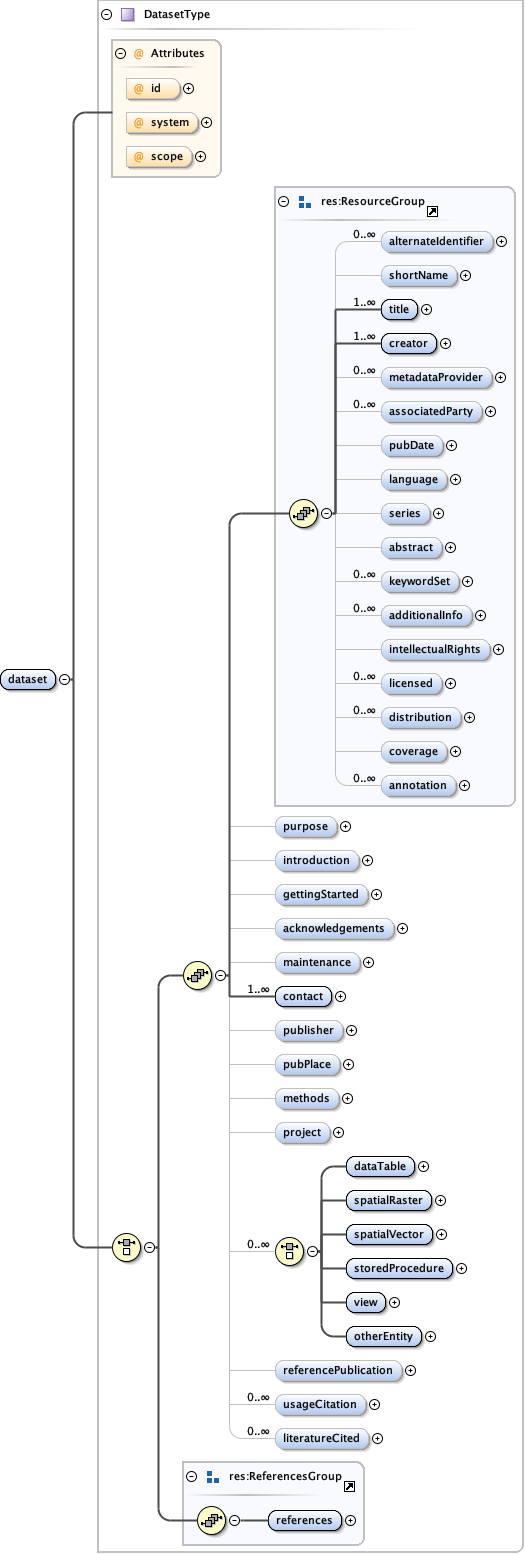 DatasetType
@ Attributes
@ id
@ system
@ scope
res:ResourceGroup
0..∞
alternateIdentifier
shortName
1..∞
title
1..∞
creator
0..∞
metadataProvider
0..∞
associatedParty
pubDate
language
series
abstract
0..∞
keywordSet
0..∞
additionalInfo
intellectualRights
0..∞
licensed
0..∞
distribution
coverage
0..∞
annotation
dataset
purpose
introduction
gettingStarted
acknowledgements
maintenance
1..∞
contact
publisher
pubPlace
methods
project
0..∞
dataTable
spatialRaster
spatialVector
storedProcedure
view
otherEntity
referencePublication
0..∞
usageCitation
0..∞
literatureCited
res:ReferencesGroup
references